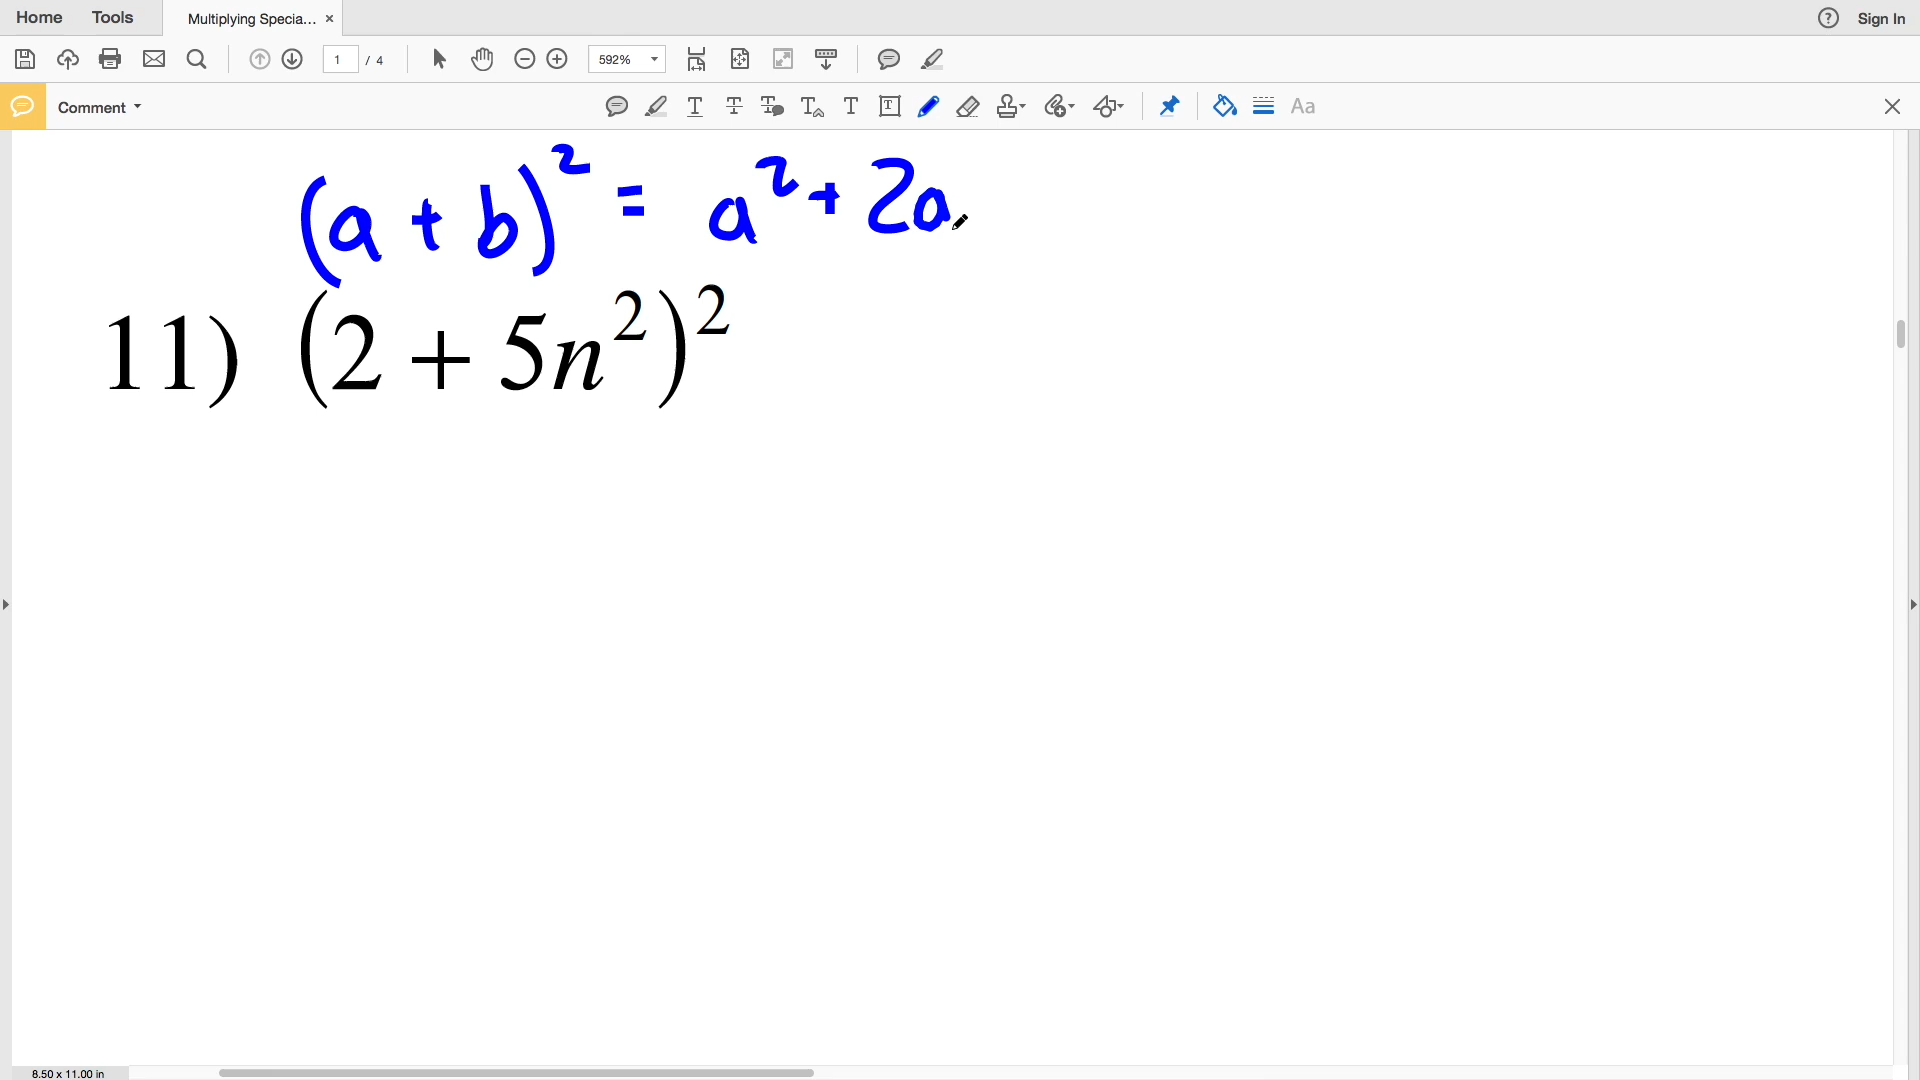 Home Tools Multiplying Specia... × ? Sign In
1 / 4 592%
Comment T T T T T T Aa
(a + b)² = a² + 2a
11) (2 + 5n²)²
8.50 x 11.00 in